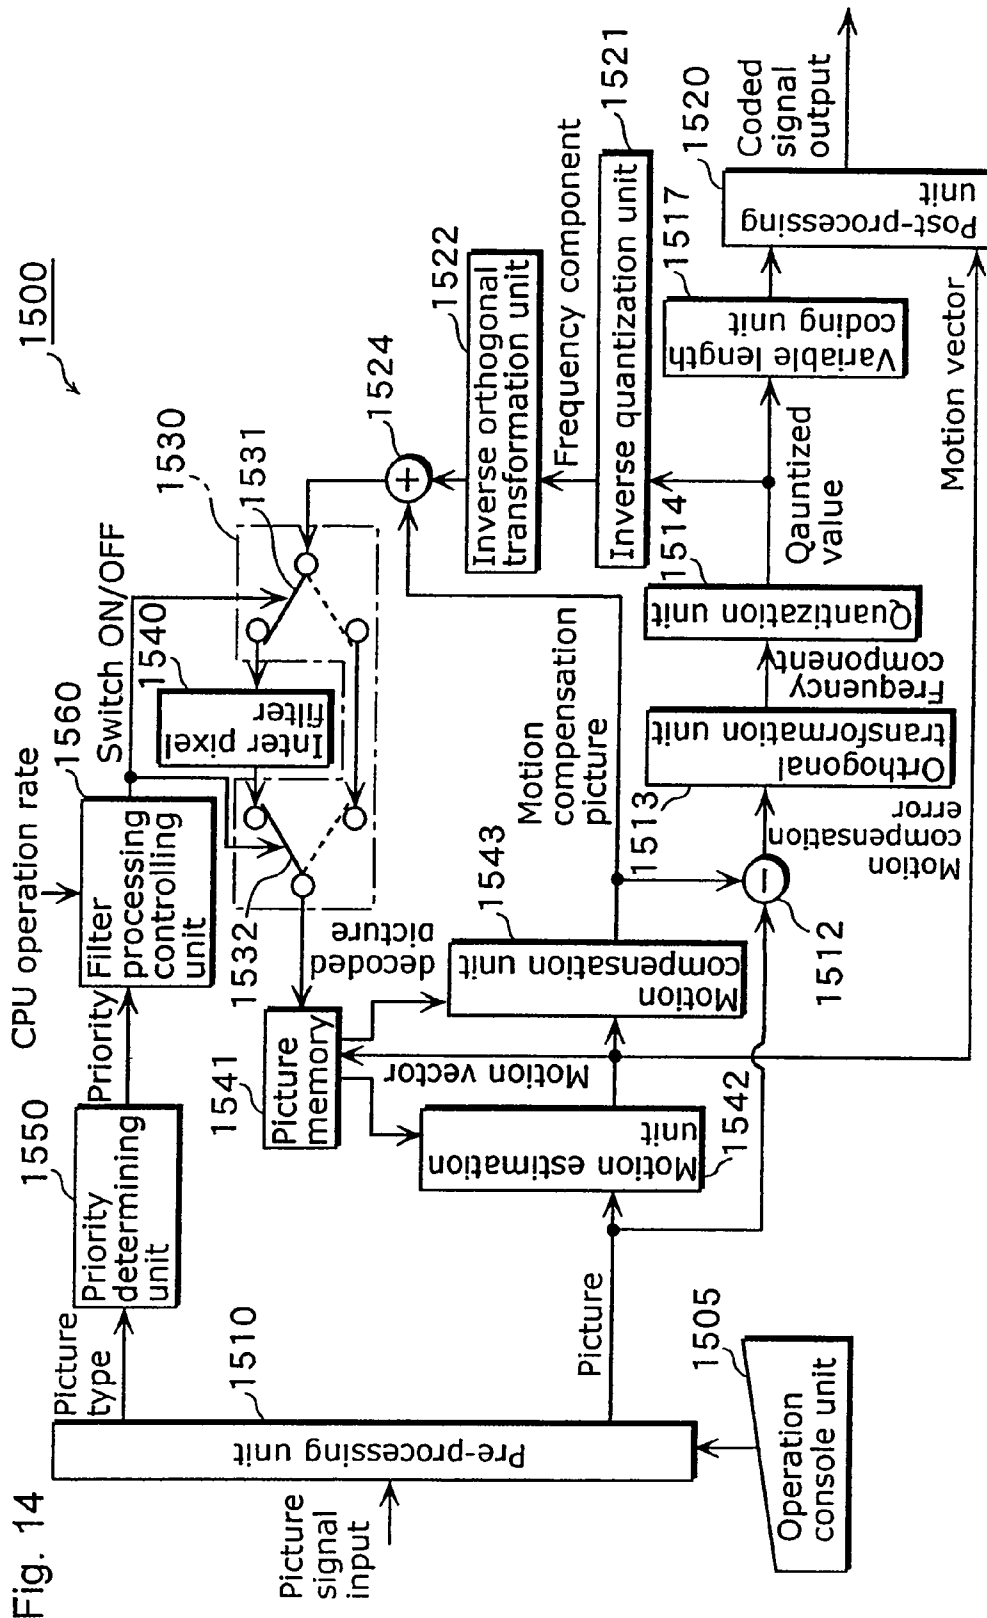 Fig. 14
1500
CPU operation rate
1560
Switch ON/OFF
1540
1530
1531
1550
Priority
Filter
processing
controlling
unit
Inter pixel
filter
1524
1522
Picture
type
Priority
determining
unit
1532
1541
Picture
memory
decoded
picture
1543
Motion
compensation
picture
Inverse orthogonal
transformation unit
Frequency component
1521
Inverse quantization unit
1510
Picture
signal
input
Pre-processing unit
Motion vector
Motion
compensation unit
Motion estimation
unit
1542
Picture
1513
Orthogonal
transformation unit
Frequency
component
1514
Quantization unit
Qauntized
value
1517
Variable length
coding unit
1520
Coded
signal
output
Post-processing
unit
Motion
compensation
error
1512
Motion vector
1505
Operation
console unit